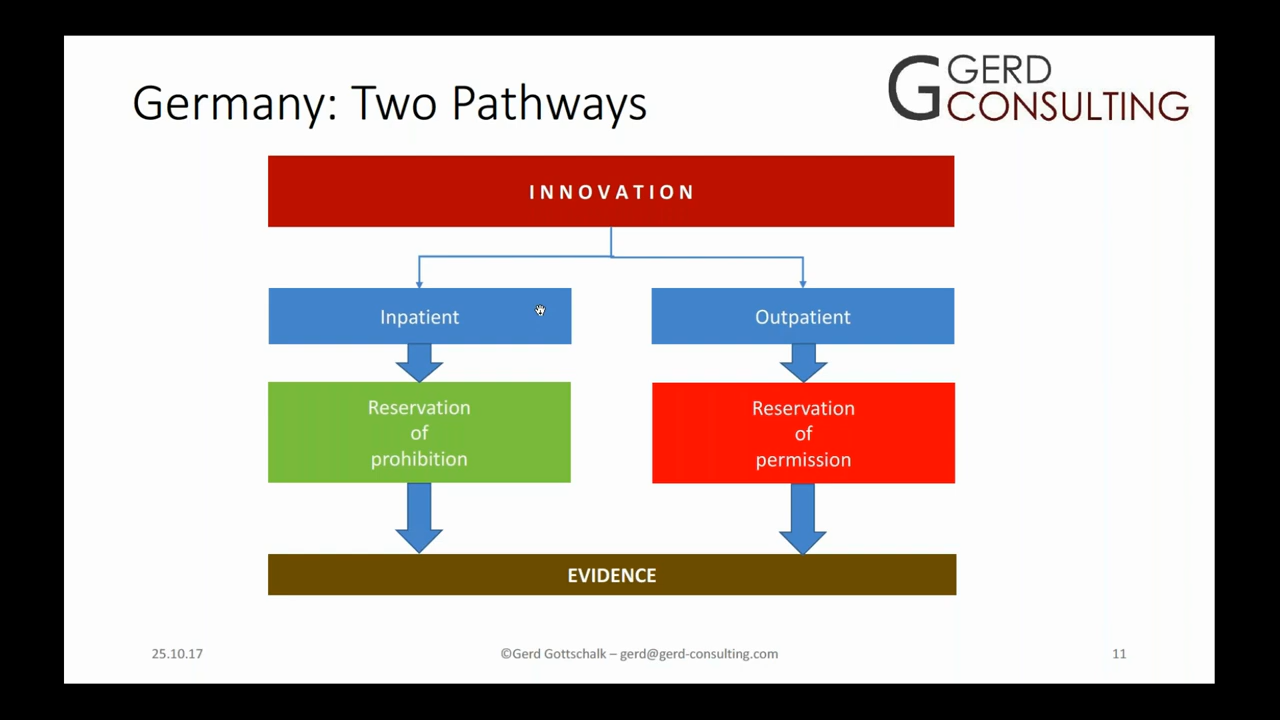 Germany: Two Pathways
G GERD
CONSULTING
INNOVATION
Inpatient
Outpatient
Reservation
of
prohibition
Reservation
of
permission
EVIDENCE
25.10.17
©Gerd Gottschalk – gerd@gerd-consulting.com
11